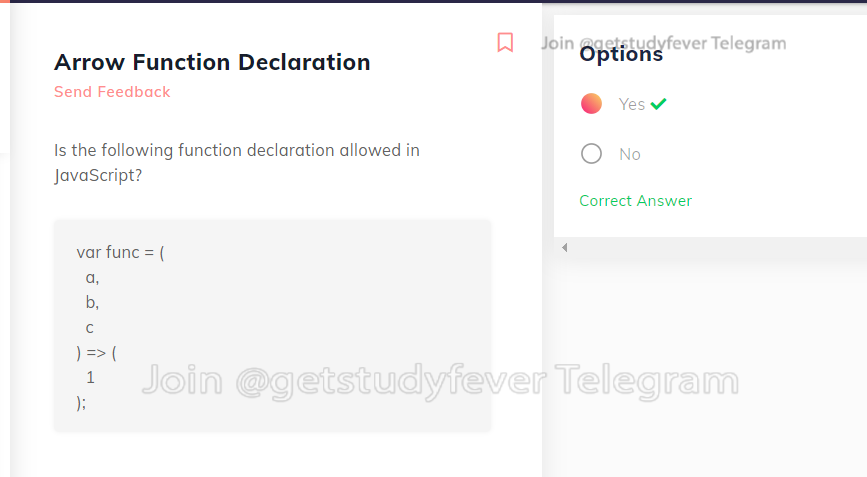 Arrow Function Declaration
Send Feedback
Is the following function declaration allowed in
JavaScript?
var func = (
a,
b,
c
) => (
1
);
Join @getstudyfever Telegram
Join @getstudyfever Telegram
Options
Yes
No
Correct Answer